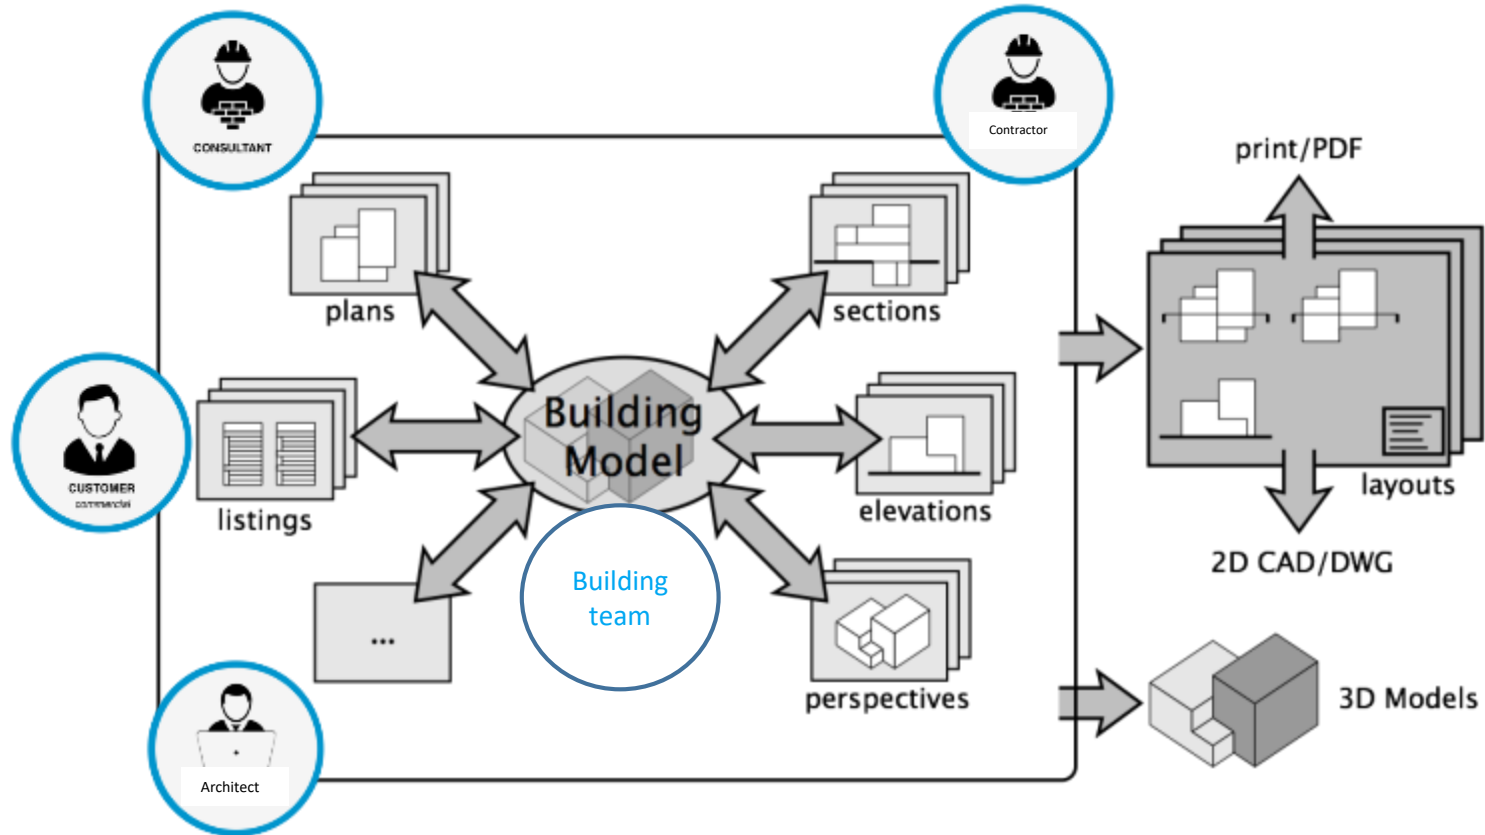 CONSULTANT
Contractor
print/PDF
plans
sections
Building
Model
CUSTOMER
commercial
listings
elevations
layouts
2D CAD/DWG
Building
team
...
perspectives
3D Models
Architect